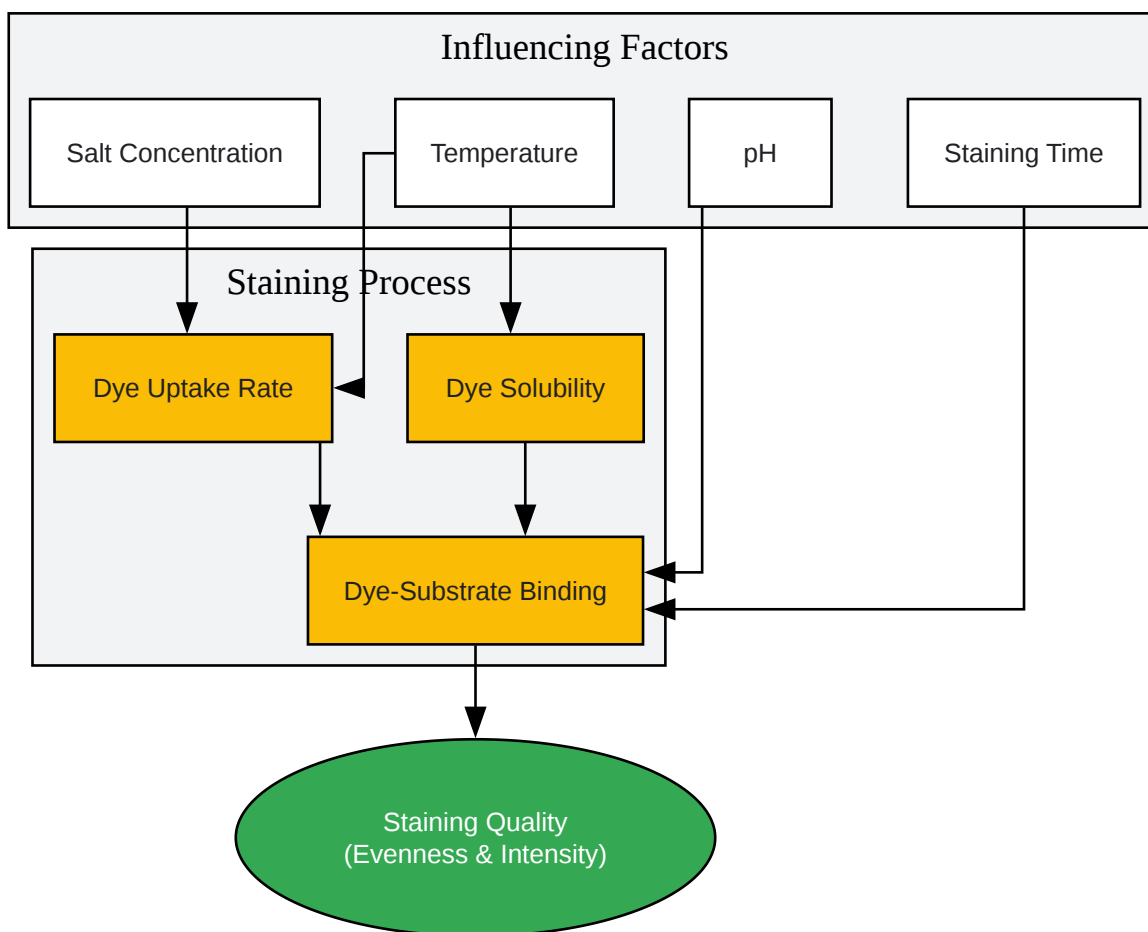 Influencing Factors
Salt Concentration
Temperature
pH
Staining Time
Staining Process
Dye Uptake Rate
Dye Solubility
Dye-Substrate Binding
Staining Quality
(Evenness & Intensity)